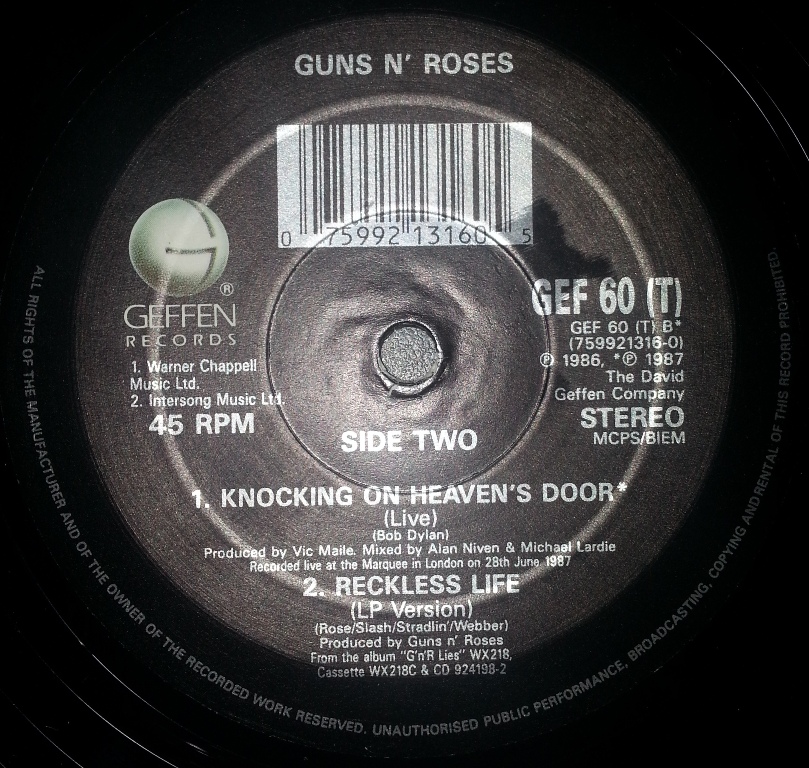 GUNS N' ROSES
0 75992 13160 5
GEFFEN ®
RECORDS
1. Warner Chappell
Music Ltd.
2. Intersong Music Ltd.
45 RPM
GEF 60 (T)
GEF 60 (T) B*
(759921316-0)
℗ 1986, *℗ 1987
The David
Geffen Company
STEREO
MCPS/BIEM
SIDE TWO
1. KNOCKING ON HEAVEN'S DOOR*
(Live)
(Bob Dylan)
Produced by Vic Maile. Mixed by Alan Niven & Michael Lardie
Recorded live at the Marquee in London on 28th June 1987
2. RECKLESS LIFE
(LP Version)
(Rose/Slash/Stradlin'/Webber)
Produced by Guns n' Roses
From the album "G'n'R Lies" WX218,
Cassette WX218C & CD 924198-2
ALL RIGHTS OF THE MANUFACTURER AND OF THE OWNER OF THE RECORDED WORK RESERVED. UNAUTHORISED PUBLIC PERFORMANCE, BROADCASTING, COPYING AND RENTAL OF THIS RECORD PROHIBITED.